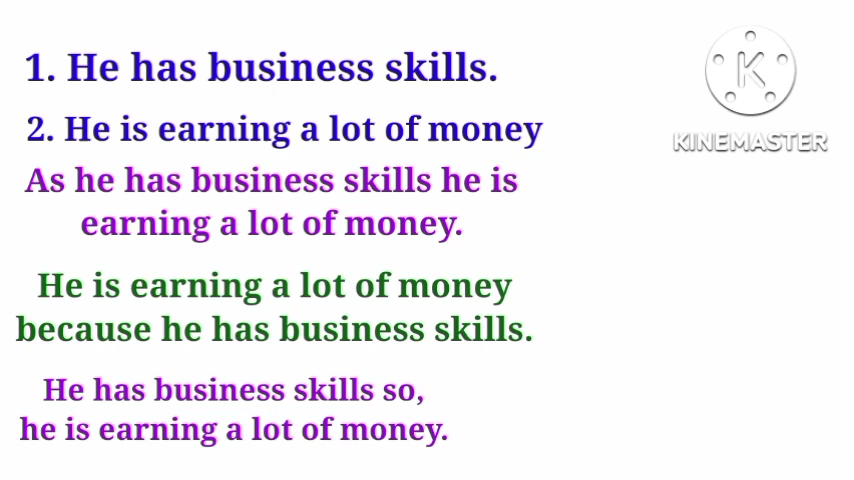 1. He has business skills.
2. He is earning a lot of money
As he has business skills he is
earning a lot of money.
He is earning a lot of money
because he has business skills.
He has business skills so,
he is earning a lot of money.
K
KINEMASTER